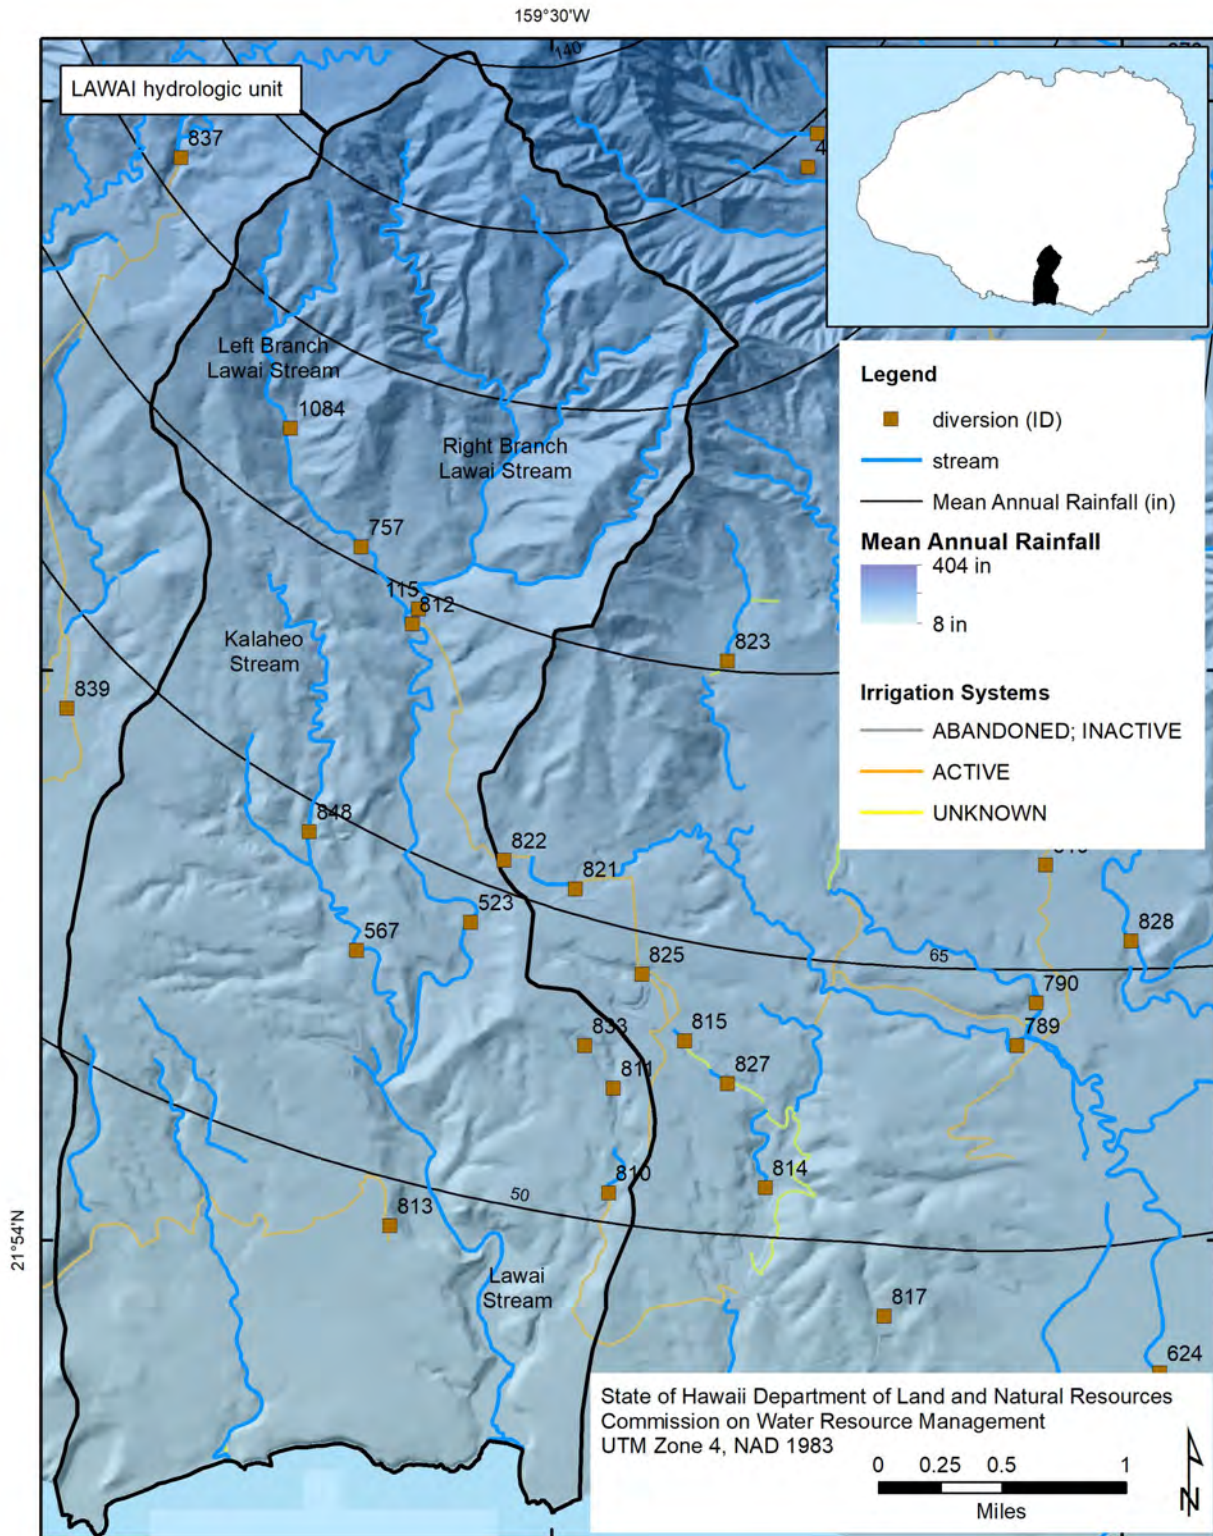 159°30'W
140
LAWAI hydrologic unit
837
4
Left Branch
Lawai Stream
1084
Right Branch
Lawai Stream
757
115
812
Kalaheo
Stream
823
839
848
822
821
523
567
825
65
828
790
789
833
815
811
827
810
814
50
813
21°54'N
Lawai
Stream
817
624
Legend
diversion (ID)
stream
Mean Annual Rainfall (in)
Mean Annual Rainfall
404 in
8 in
Irrigation Systems
ABANDONED; INACTIVE
ACTIVE
UNKNOWN
State of Hawaii Department of Land and Natural Resources
Commission on Water Resource Management
UTM Zone 4, NAD 1983
0 0.25 0.5 1
Miles
N